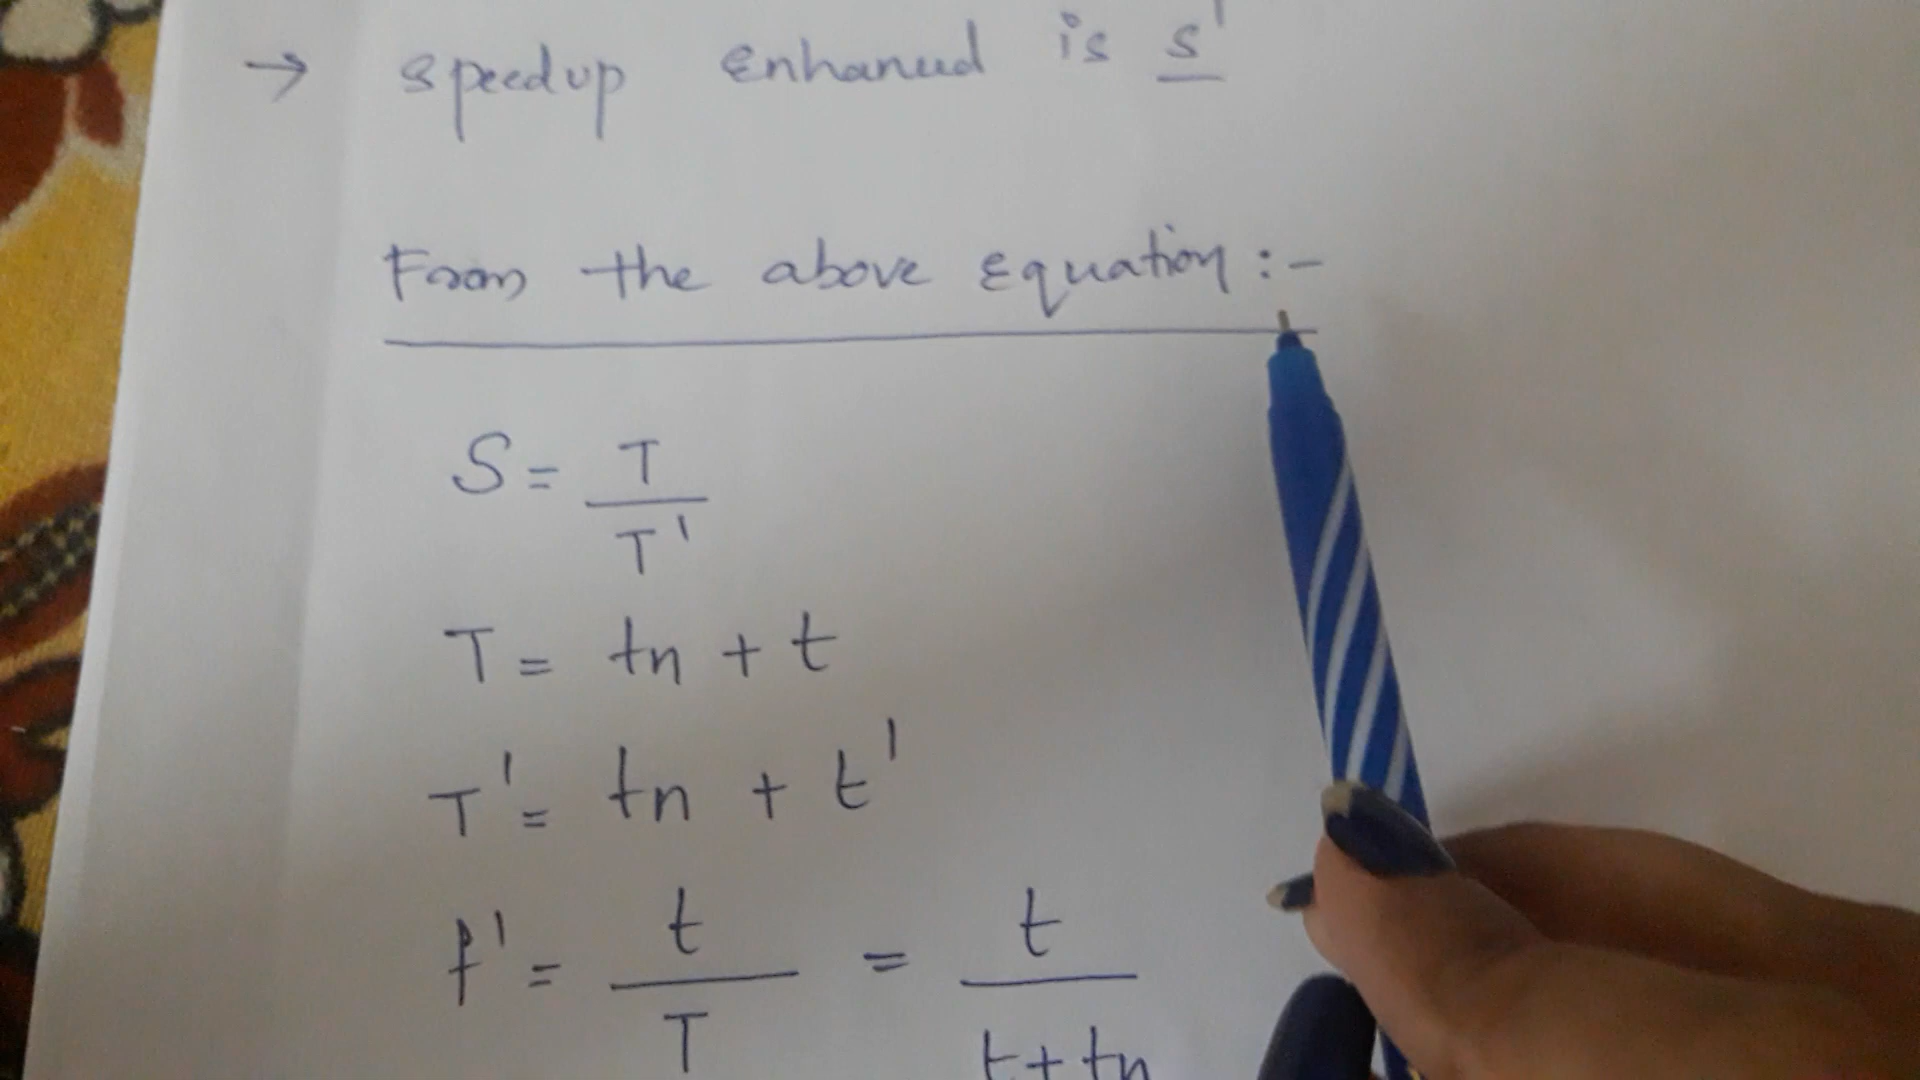 → speedup enhanced is s'
From the above equation :-
S = T / T'
T = tn + t
T' = tn + t'
f' = t / T = t / t + tn